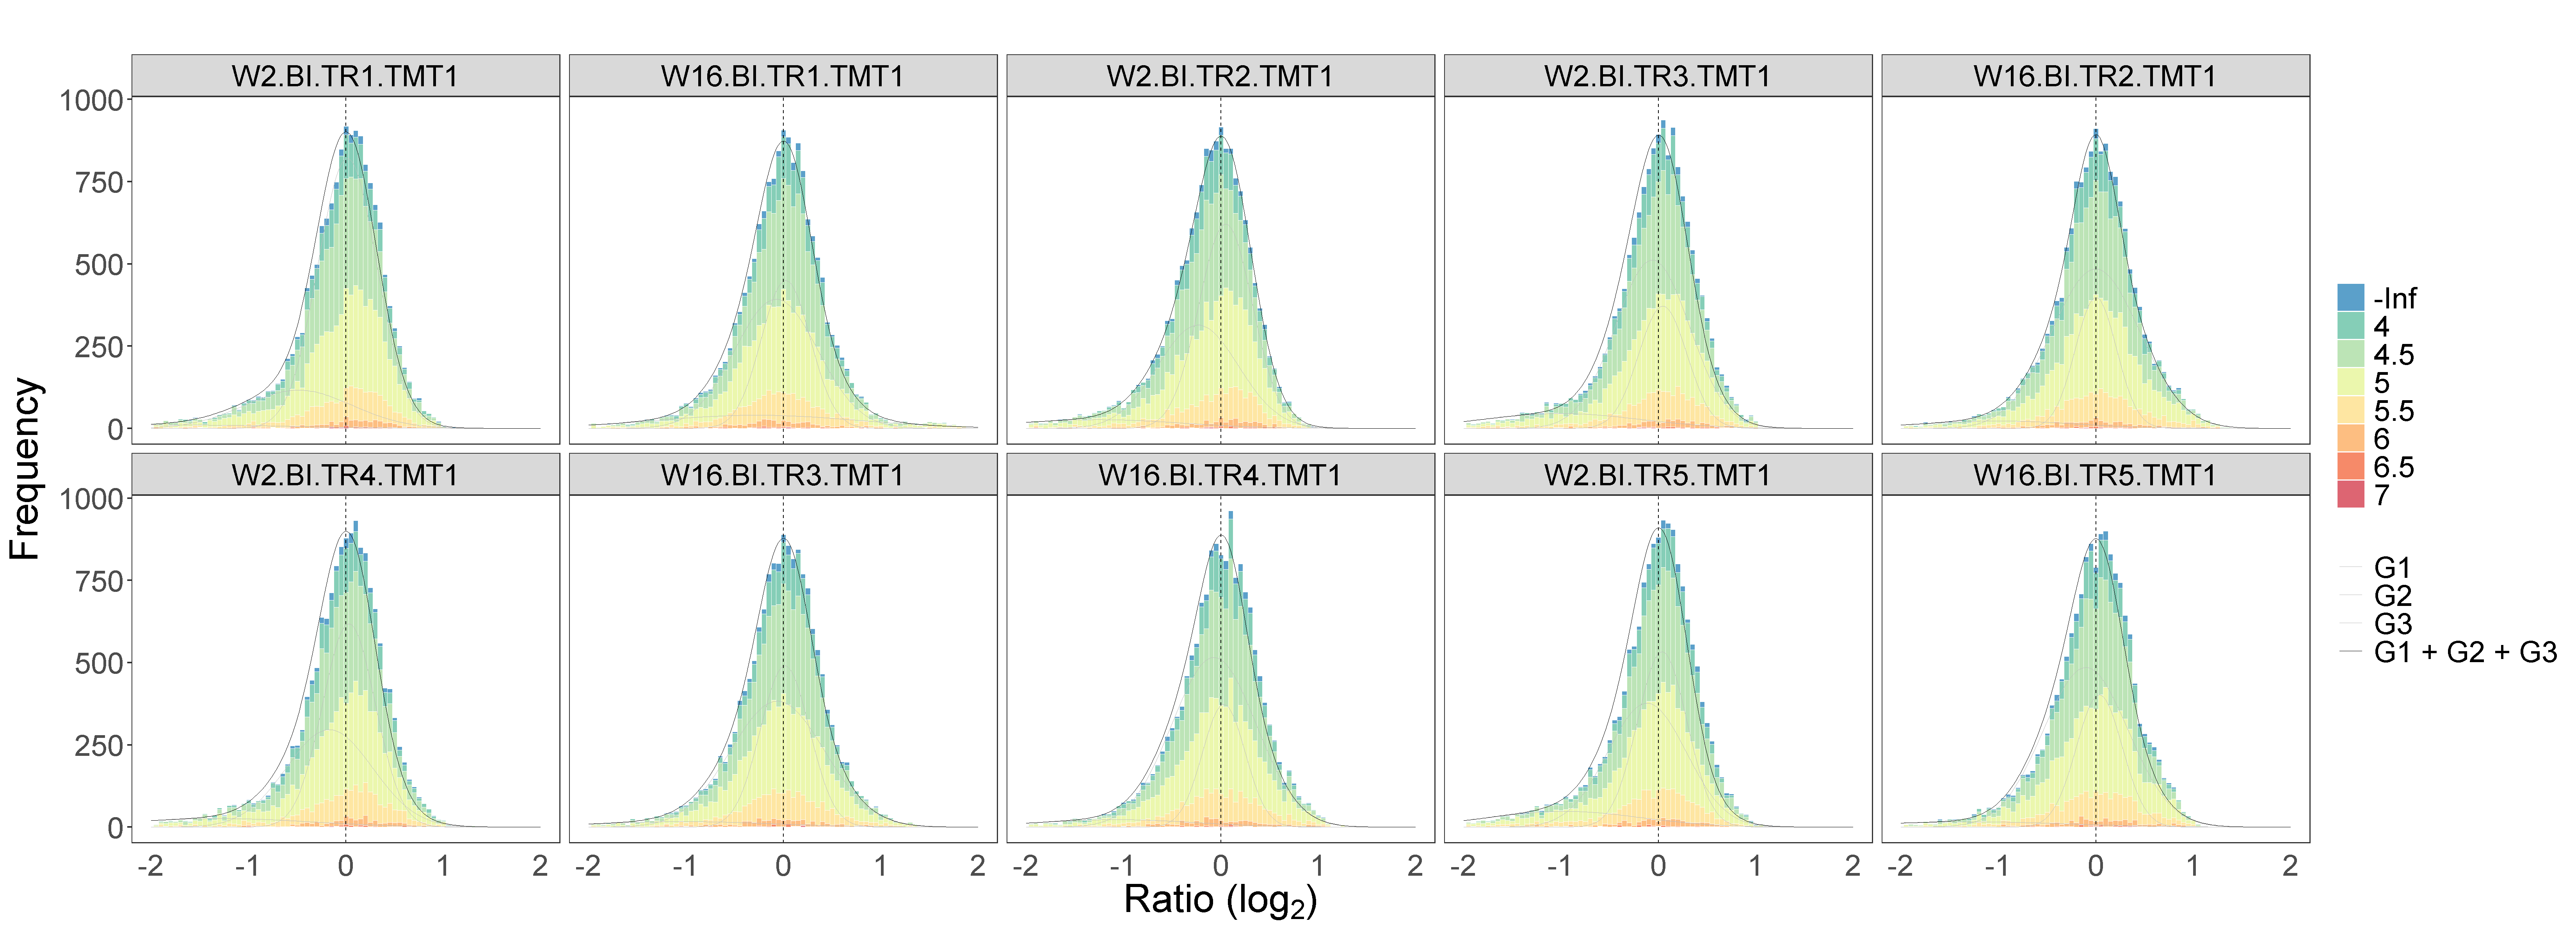 W2.BI.TR1.TMT1 W16.BI.TR1.TMT1 W2.BI.TR2.TMT1 W2.BI.TR3.TMT1 W16.BI.TR2.TMT1
1000
750
500
250
0
W2.BI.TR4.TMT1 W16.BI.TR3.TMT1 W16.BI.TR4.TMT1 W2.BI.TR5.TMT1 W16.BI.TR5.TMT1
1000
750
500
250
0
-2 -1 0 1 2 -2 -1 0 1 2 -2 -1 0 1 2 -2 -1 0 1 2 -2 -1 0 1 2
Ratio (log2)
Frequency
-Inf
4
4.5
5
5.5
6
6.5
7
G1
G2
G3
G1 + G2 + G3